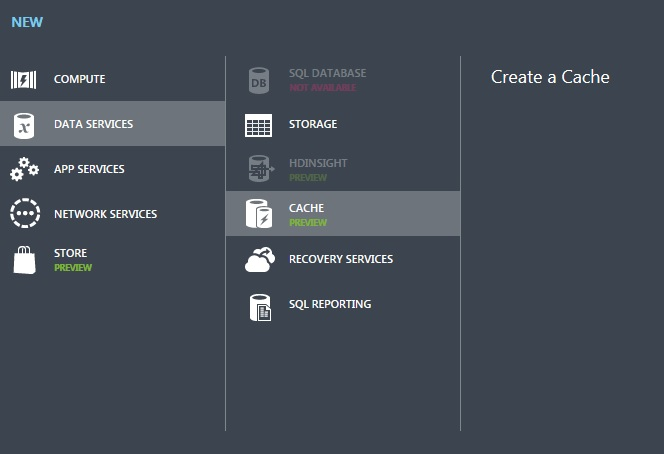 NEW
COMPUTE
DATA SERVICES
APP SERVICES
NETWORK SERVICES
STORE
PREVIEW
DB
SQL DATABASE
NOT AVAILABLE
STORAGE
HDINSIGHT
PREVIEW
CACHE
PREVIEW
RECOVERY SERVICES
SQL REPORTING
Create a Cache